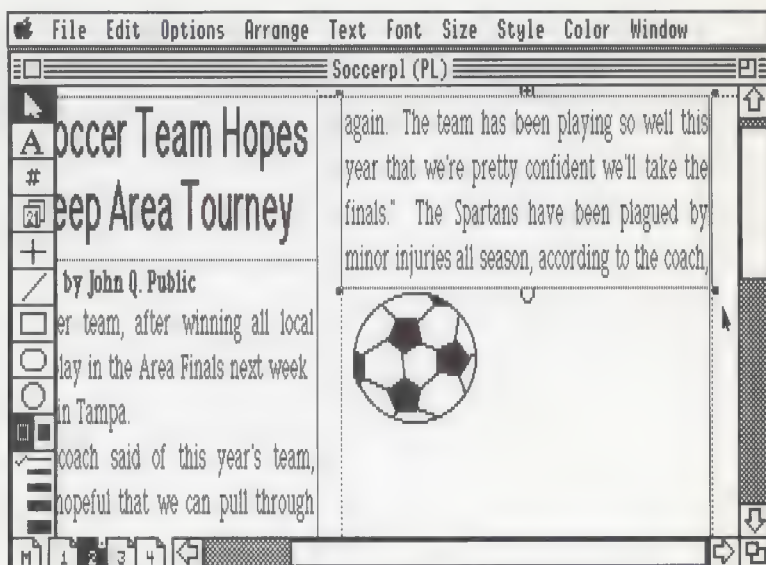 File Edit Options Arrange Text Font Size Style Color Window
Soccerpl (PL)
A
#
21
occer Team Hopes
eep Area Tourney
by John Q. Public
er team, after winning all local
lay in the Area Finals next week
in Tampa.
coach said of this year's team,
hopeful that we can pull through
again. The team has been playing so well this
year that we're pretty confident we'll take the
finals." The Spartans have been plagued by
minor injuries all season, according to the coach,
M 1 2 3 4